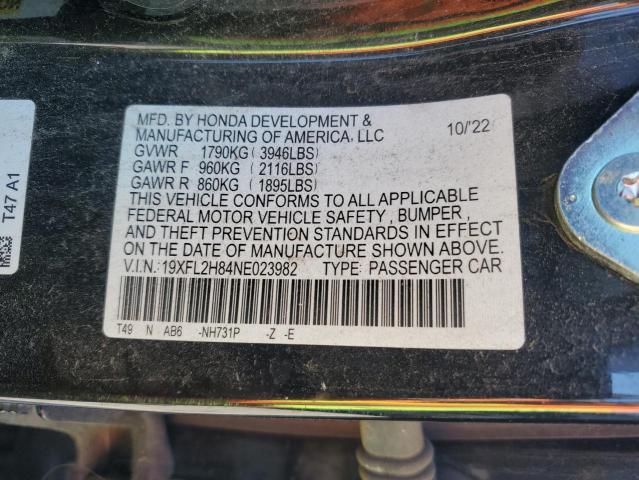 MFD. BY HONDA DEVELOPMENT &
MANUFACTURING OF AMERICA, LLC 10/'22
GVWR 1790KG ( 3946LBS )
GAWR F 960KG ( 2116LBS )
GAWR R 860KG ( 1895LBS )
THIS VEHICLE CONFORMS TO ALL APPLICABLE
FEDERAL MOTOR VEHICLE SAFETY , BUMPER ,
AND THEFT PREVENTION STANDARDS IN EFFECT
ON THE DATE OF MANUFACTURE SHOWN ABOVE.
V.I.N.: 19XFL2H84NE023982 TYPE: PASSENGER CAR
T49 N AB6 -NH731P -Z -E
T47 A1